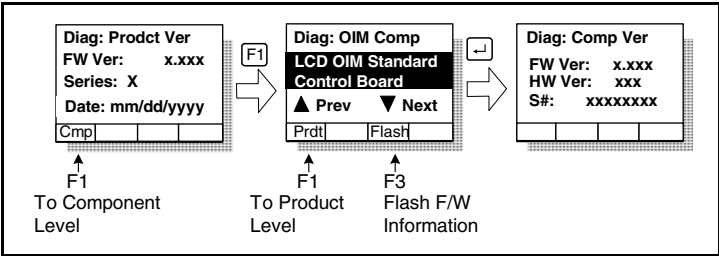 Diag: Prodct Ver
FW Ver: x.xxx
Series: X
Date: mm/dd/yyyy
Cmp
F1
To Component
Level
F1
Diag: OIM Comp
LCD OIM Standard
Control Board
▲ Prev ▼ Next
Prdt Flash
F1
To Product
Level
F3
Flash F/W
Information
↵
Diag: Comp Ver
FW Ver: x.xxx
HW Ver: xxx
S#: xxxxxxxx